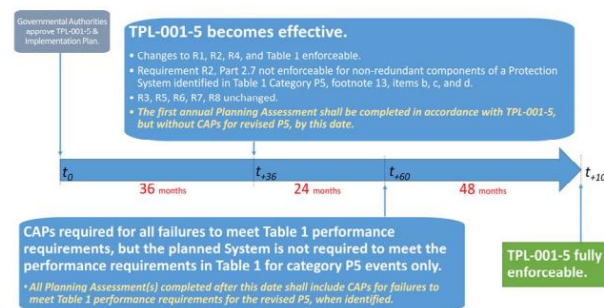 Governmental Authorities
approve TPL-001-5 &
Implementation Plan.
TPL-001-5 becomes effective.
• Changes to R1, R2, R4, and Table 1 enforceable.
• Requirement R2, Part 2.7 not enforceable for non-redundant components of a
Protection System identified in Table 1 Category P5, footnote 13, items b, c, and d.
• R3, R5, R6, R7, R8 unchanged.
• The first annual Planning Assessment shall be completed in accordance with TPL-001-5,
but without CAPs for revised P5, by this date.
t0 t+36 t+60 t+10
36 months 24 months 48 months
CAPs required for all failures to meet Table 1 performance
requirements, but the planned System is not required to meet the
performance requirements in Table 1 for category P5 events only.
• All Planning Assessment(s) completed after this date shall include CAPs for failures to
meet Table 1 performance requirements for the revised P5, when identified.
TPL-001-5 fully
enforceable.